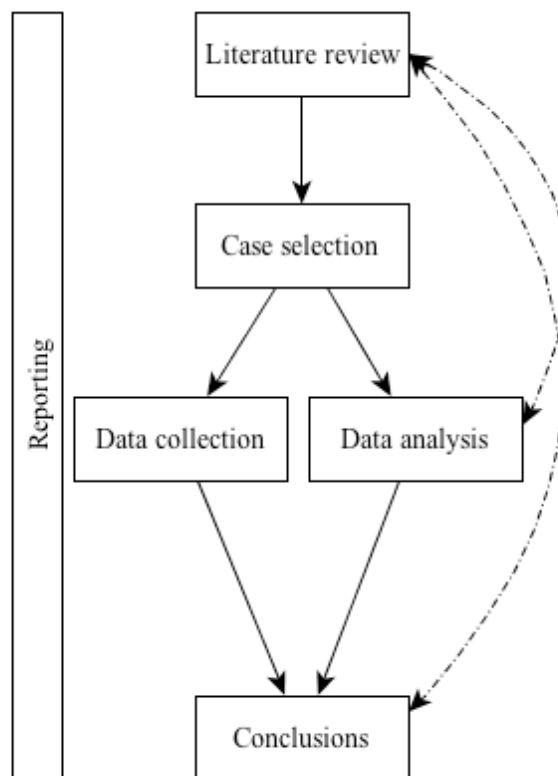 Literature review
Case selection
Reporting
Data collection
Data analysis
Conclusions